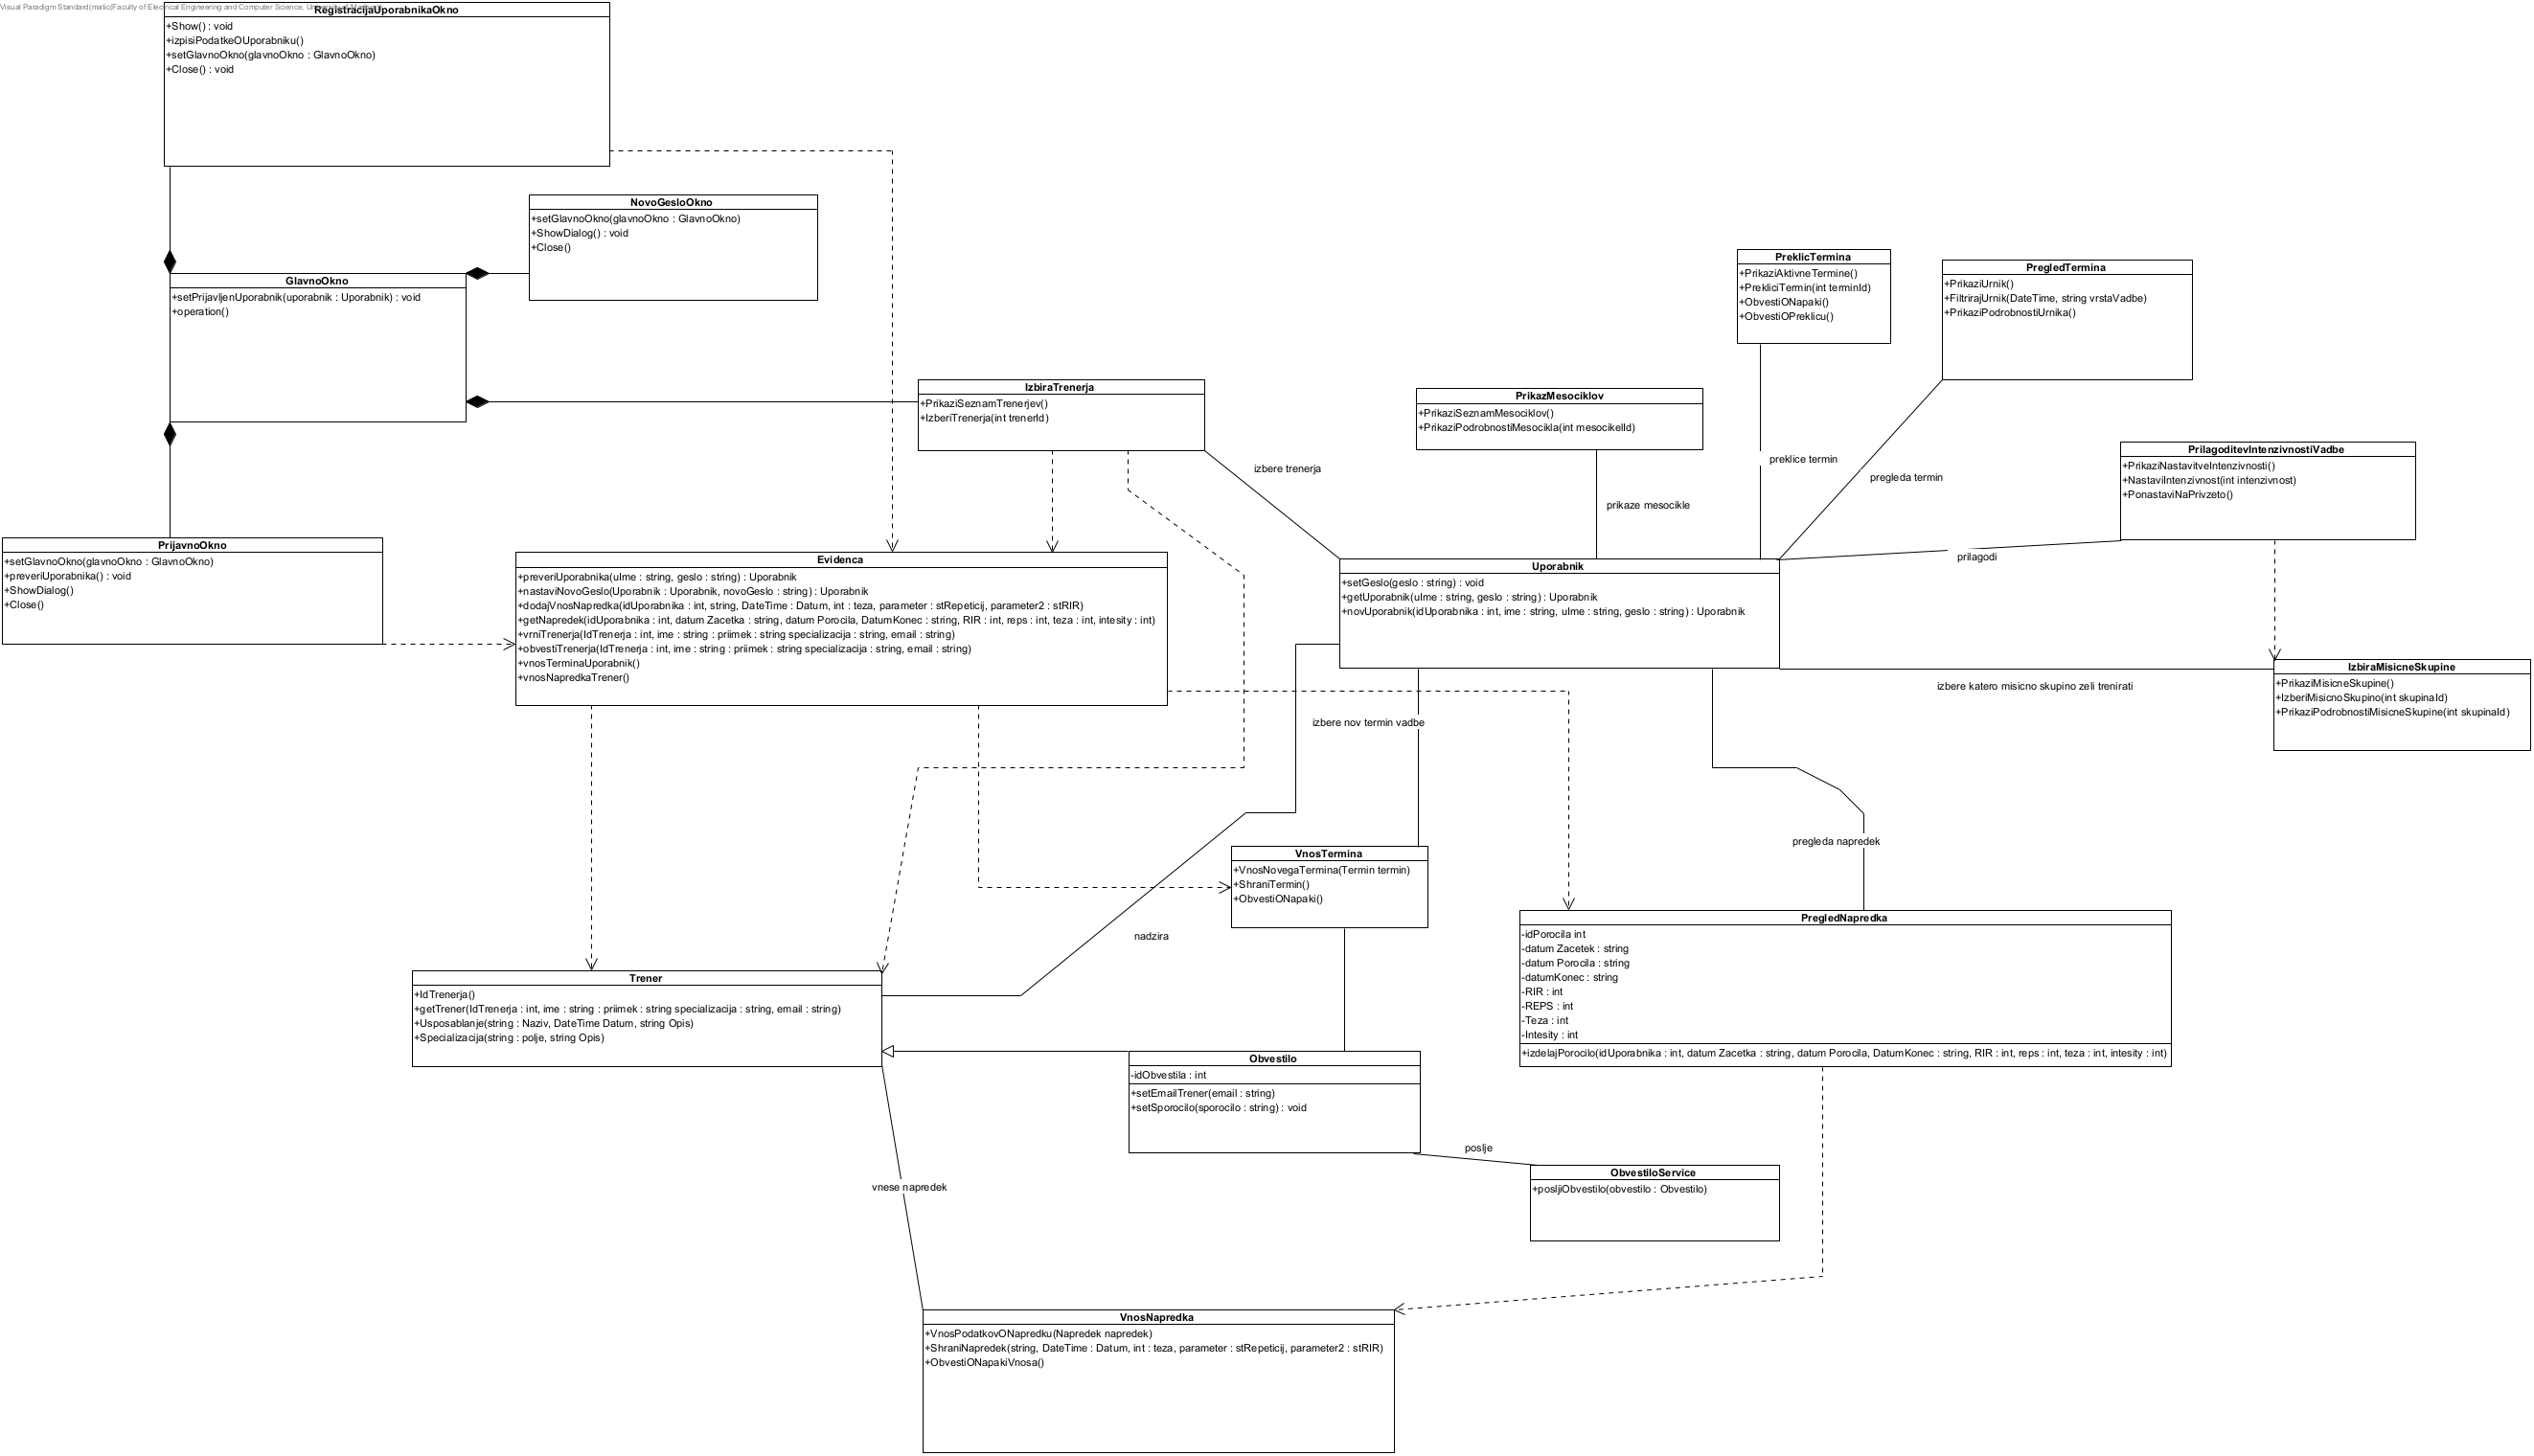 Visual Paradigm Standard(matic(Faculty of Electrical Engineering and Computer Science,
RegistracijaUporabnikaOkno
+Show() : void
+izpisiPodatkeOUporabniku()
+setGlavnoOkno(glavnoOkno : GlavnoOkno)
+Close() : void
NovoGesloOkno
+setGlavnoOkno(glavnoOkno : GlavnoOkno)
+ShowDialog() : void
+Close()
GlavnoOkno
+setPrijavljenUporabnik(uporabnik : Uporabnik) : void
+operation()
PreklicTermina
+PrikaziAktivneTermine()
+PrekliciTermin(int terminId)
+ObvestiONapaki()
+ObvestiOPreklicu()
PregledTermina
+PrikaziUrnik()
+FiltrirajUrnik(DateTime, string vrstaVadbe)
+PrikaziPodrobnostiUrnika()
IzbiraTrenerja
+PrikaziSeznamTrenerjev()
+IzberiTrenerja(int trenerId)
PrikazMesociklov
+PrikaziSeznamMesociklov()
+PrikaziPodrobnostiMesocikla(int mesocikelId)
PrilagoditevIntenzivnostiVadbe
+PrikaziNastavitveIntenzivnosti()
+NastaviIntenzivnost(int intenzivnost)
+PonastaviNaPrivzeto()
izbere trenerja
preklice termin
pregleda termin
prikaze mesocikle
prilagodi
PrijavnoOkno
+setGlavnoOkno(glavnoOkno : GlavnoOkno)
+preveriUporabnika() : void
+ShowDialog()
+Close()
Evidenca
+preveriUporabnika(uIme : string, geslo : string) : Uporabnik
+nastaviNovoGeslo(Uporabnik : Uporabnik, novoGeslo : string) : Uporabnik
+dodajVnosNapredka(idUporabnika : int, string, DateTime : Datum, int : teza, parameter : stRepeticij, parameter2 : stRIR)
+getNapredek(idUporabnika : int, datum Zacetka : string, datum Porocila, DatumKonec : string, RIR : int, reps : int, teza : int, intesity : int)
+vrniTrenerja(IdTrenerja : int, ime : string : priimek : string specializacija : string, email : string)
+obvestiTrenerja(IdTrenerja : int, ime : string : priimek : string specializacija : string, email : string)
+vnosTerminaUporabnik()
+vnosNapredkaTrener()
Uporabnik
+setGeslo(geslo : string) : void
+getUporabnik(uIme : string, geslo : string) : Uporabnik
+novUporabnik(idUporabnika : int, ime : string, uIme : string, geslo : string) : Uporabnik
IzbiraMisicneSkupine
+PrikaziMisicneSkupine()
+IzberiMisicnoSkupino(int skupinaId)
+PrikaziPodrobnostiMisicneSkupine(int skupinaId)
izbere katero misicno skupino zeli trenirati
izbere nov termin vadbe
pregleda napredek
VnosTermina
+VnosNovegaTermina(Termin termin)
+ShraniTermin()
+ObvestiONapaki()
nadzira
PregledNapredka
-idPorocila int
-datum Zacetek : string
-datum Porocila : string
-datumKonec : string
-RIR : int
-REPS : int
-Teza : int
-Intesity : int
+izdelajPorocilo(idUporabnika : int, datum Zacetka : string, datum Porocila, DatumKonec : string, RIR : int, reps : int, teza : int, intesity : int)
Trener
+IdTrenerja()
+getTrener(IdTrenerja : int, ime : string : priimek : string specializacija : string, email : string)
+Usposabljanje(string : Naziv, DateTime Datum, string Opis)
+Specializacija(string : polje, string Opis)
Obvestilo
-idObvestila : int
+setEmailTrener(email : string)
+setSporocilo(sporocilo : string) : void
poslje
ObvestiloService
+posljiObvestilo(obvestilo : Obvestilo)
vnese napredek
VnosNapredka
+VnosPodatkovONapredku(Napredek napredek)
+ShraniNapredek(string, DateTime : Datum, int : teza, parameter : stRepeticij, parameter2 : stRIR)
+ObvestiONapakiVnosa()